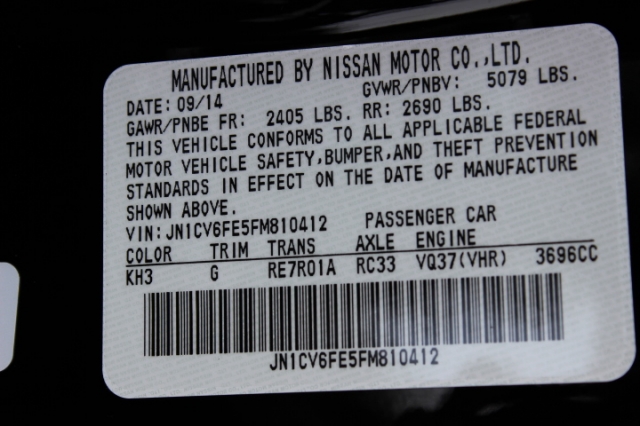 MANUFACTURED BY NISSAN MOTOR CO.,LTD.
DATE: 09/14 GVWR/PNBV: 5079 LBS.
GAWR/PNBE FR: 2405 LBS. RR: 2690 LBS.
THIS VEHICLE CONFORMS TO ALL APPLICABLE FEDERAL
MOTOR VEHICLE SAFETY,BUMPER,AND THEFT PREVENTION
STANDARDS IN EFFECT ON THE DATE OF MANUFACTURE
SHOWN ABOVE.
VIN:JN1CV6FE5FM810412 PASSENGER CAR
COLOR TRIM TRANS AXLE ENGINE
KH3 G RE7R01A RC33 VQ37(VHR) 3696CC
JN1CV6FE5FM810412